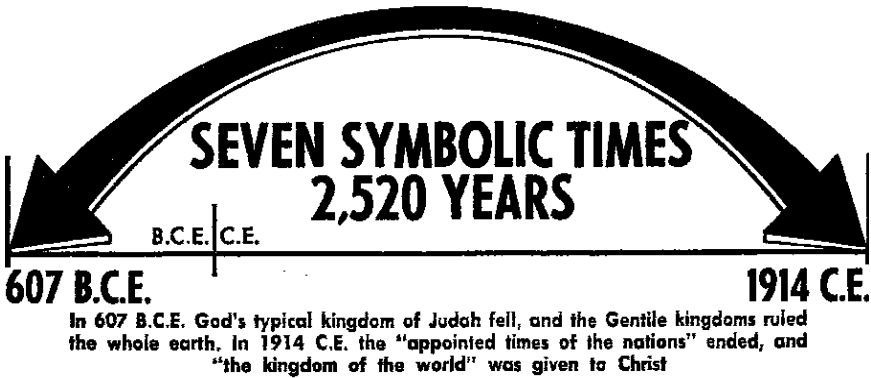 SEVEN SYMBOLIC TIMES
2,520 YEARS
B.C.E. C.E.
607 B.C.E. 1914 C.E.
In 607 B.C.E. God's typical kingdom of Judah fell, and the Gentile kingdoms ruled
the whole earth. In 1914 C.E. the "appointed times of the nations" ended, and
"the kingdom of the world" was given to Christ